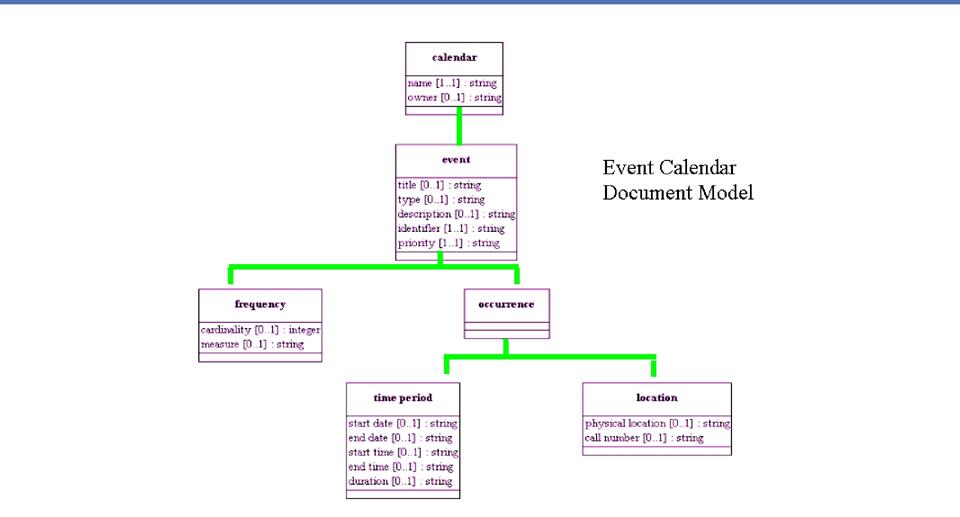 calendar
name [1..1] : string
owner [0..1] : string
event
title [0..1] : string
type [0..1] : string
description [0..1] : string
identifier [1..1] : string
priority [1..1] : string
Event Calendar
Document Model
frequency
cardinality [0..1] : integer
measure [0..1] : string
occurrence
time period
start date [0..1] : string
end date [0..1] : string
start time [0..1] : string
end time [0..1] : string
duration [0..1] : string
location
physical location [0..1] : string
call number [0..1] : string